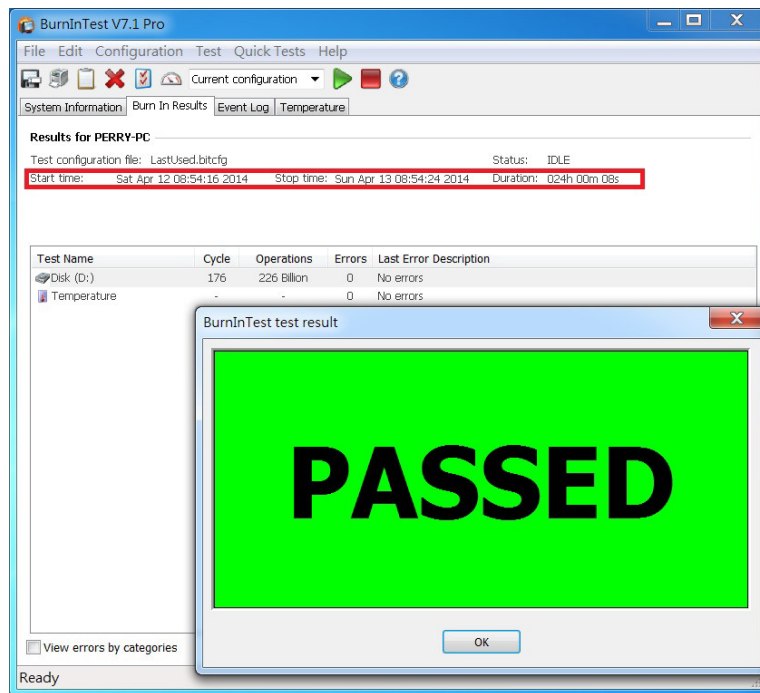 BurnInTest V7.1 Pro
File Edit Configuration Test Quick Tests Help
Current configuration
System Information Burn In Results Event Log Temperature
Results for PERRY-PC
Test configuration file: LastUsed.bitcfg Status: IDLE
Start time: Sat Apr 12 08:54:16 2014 Stop time: Sun Apr 13 08:54:24 2014 Duration: 024h 00m 08s
Test Name Cycle Operations Errors Last Error Description
Disk (D:) 176 226 Billion 0 No errors
Temperature - - 0 No errors
BurnInTest test result
PASSED
OK
View errors by categories
Ready